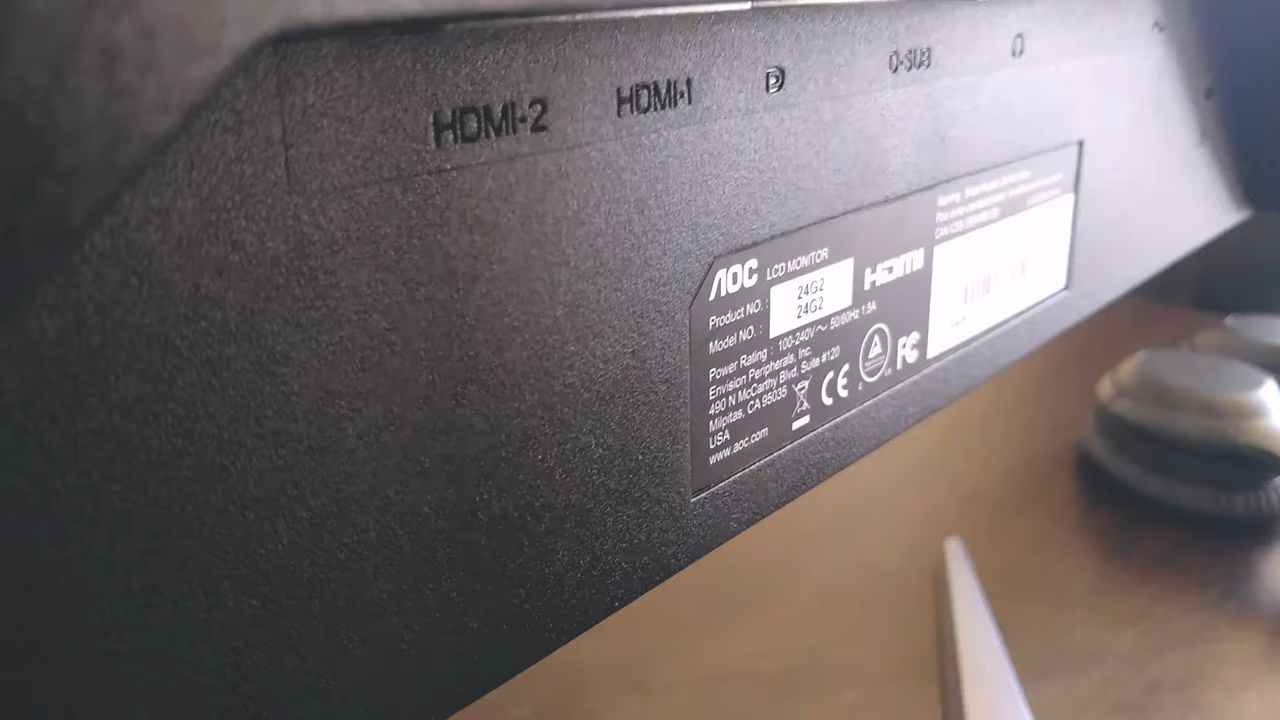 HDMI-2
HDMI-1
D-SUB
AOC LCD MONITOR
HDMI
Product NO. : 24G2
Model NO. : 24G2
Power Rating : 100-240V～ 50/60Hz 1.5A
Envision Peripherals, Inc.
490 N McCarthy Blvd, Suite #120
Milpitas, CA 95035
USA
www.aoc.com
CE
FC
Warning